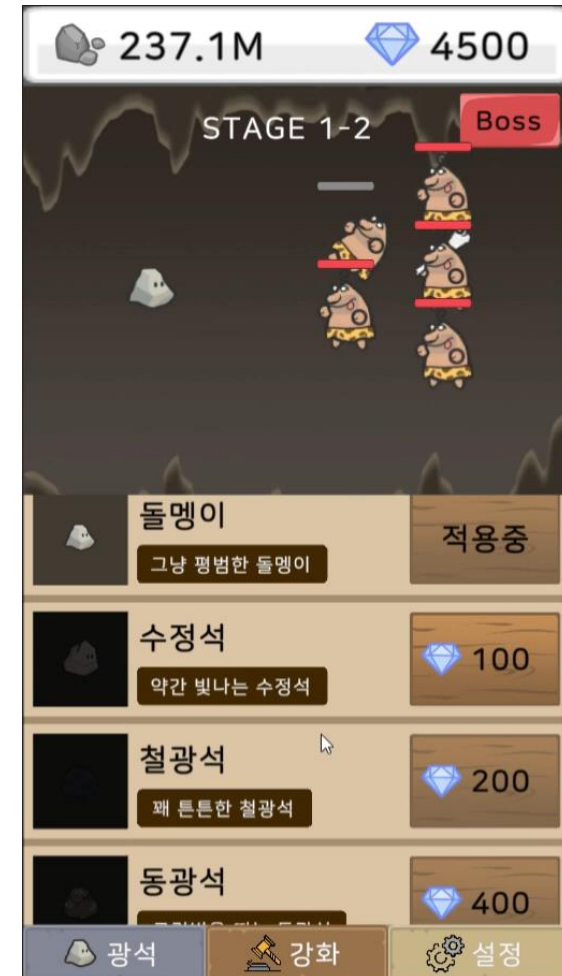 237.1M 4500
STAGE 1-2
Boss
돌멩이
그냥 평범한 돌멩이
적용중
수정석
약간 빛나는 수정석
100
철광석
꽤 튼튼한 철광석
200
동광석
400
광석 강화 설정